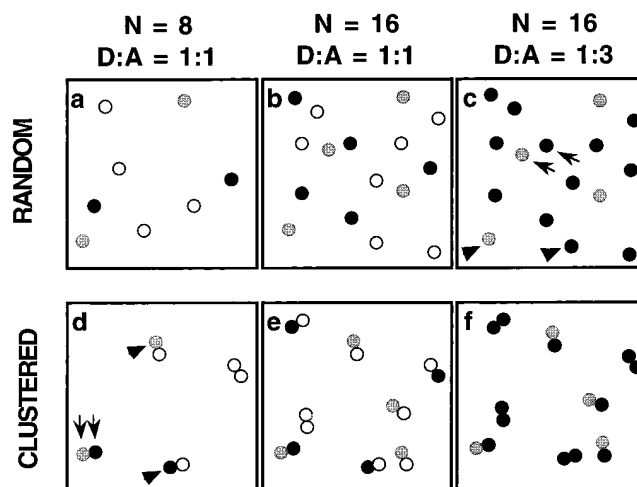 N = 8
D:A = 1:1
N = 16
D:A = 1:1
N = 16
D:A = 1:3
RANDOM
a
b
c
CLUSTERED
d
e
f